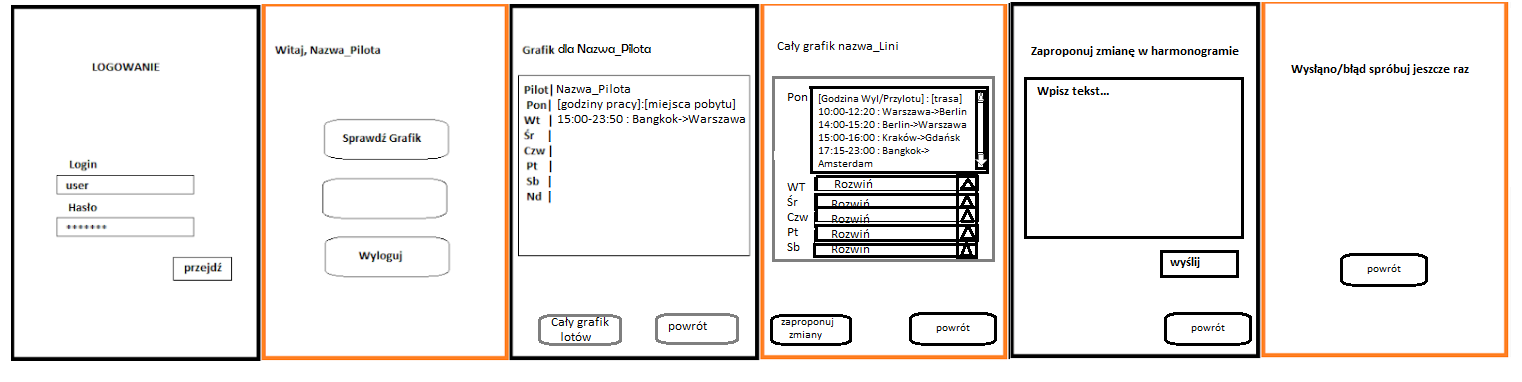 LOGOWANIE
Login
user
Hasło
*******
przejdź
Witaj, Nazwa_Pilota
Sprawdź Grafik
Wyloguj
Grafik dla Nazwa_Pilota
Pilot| Nazwa_Pilota
Pon| [godziny pracy]:[miejsca pobytu]
Wt | 15:00-23:50 : Bangkok->Warszawa
Śr |
Czw |
Pt |
Sb |
Nd |
Cały grafik
lotów
powrót
Cały grafik nazwa_Lini
Pon
[Godzina Wyl/Przylotu] : [trasa]
10:00-12:20 : Warszawa->Berlin
14:00-15:20 : Berlin->Warszawa
15:00-16:00 : Kraków->Gdańsk
17:15-23:00 : Bangkok->
Amsterdam
WT Rozwiń
Śr Rozwiń
Czw Rozwiń
Pt Rozwiń
Sb Rozwiń
zaproponuj
zmiany
powrót
Zaproponuj zmianę w harmonogramie
Wpisz tekst...
wyślij
powrót
Wysłąno/błąd spróbuj jeszcze raz
powrót